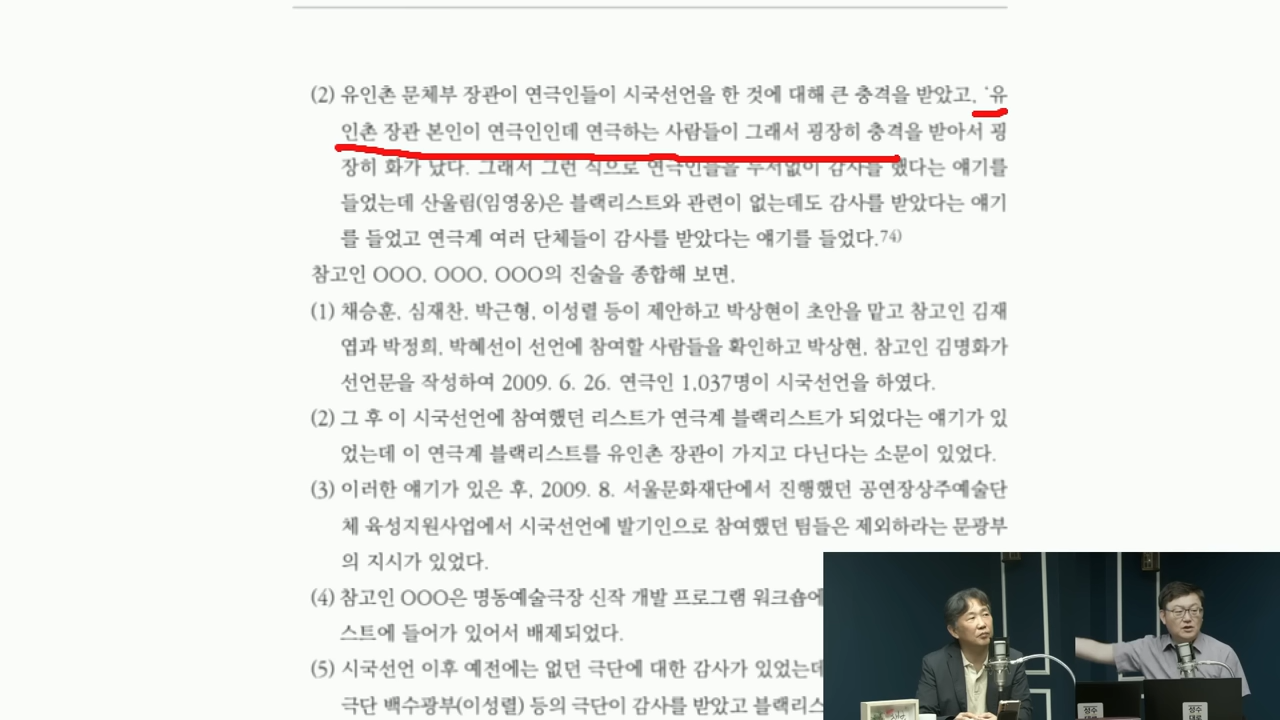 (2) 유인촌 문체부 장관이 연극인들이 시국선언을 한 것에 대해 큰 충격을 받았고, ‘유
인촌 장관 본인이 연극인인데 연극하는 사람들이 그래서 굉장히 충격을 받아서 굉
장히 화가 났다. 그래서 그런 식으로 연극인들을 두서없이 감사를 했다는 얘기를
들었는데 산울림(임영웅)은 블랙리스트와 관련이 없는데도 감사를 받았다는 얘기
를 들었고 연극계 여러 단체들이 감사를 받았다는 얘기를 들었다.74)
참고인 OOO, OOO, OOO의 진술을 종합해 보면,
(1) 채승훈, 심재찬, 박근형, 이성렬 등이 제안하고 박상현이 초안을 맡고 참고인 김재
엽과 박정희, 박혜선이 선언에 참여할 사람들을 확인하고 박상현, 참고인 김명화가
선언문을 작성하여 2009. 6. 26. 연극인 1,037명이 시국선언을 하였다.
(2) 그 후 이 시국선언에 참여했던 리스트가 연극계 블랙리스트가 되었다는 얘기가 있
었는데 이 연극계 블랙리스트를 유인촌 장관이 가지고 다닌다는 소문이 있었다.
(3) 이러한 얘기가 있은 후, 2009. 8. 서울문화재단에서 진행했던 공연장상주예술단
체 육성지원사업에서 시국선언에 발기인으로 참여했던 팀들은 제외하라는 문광부
의 지시가 있었다.
(4) 참고인 OOO은 명동예술극장 신작 개발 프로그램 워크숍에
스트에 들어가 있어서 배제되었다.
(5) 시국선언 이후 예전에는 없던 극단에 대한 감사가 있었는데
극단 백수광부(이성렬) 등의 극단이 감사를 받았고 블랙리스